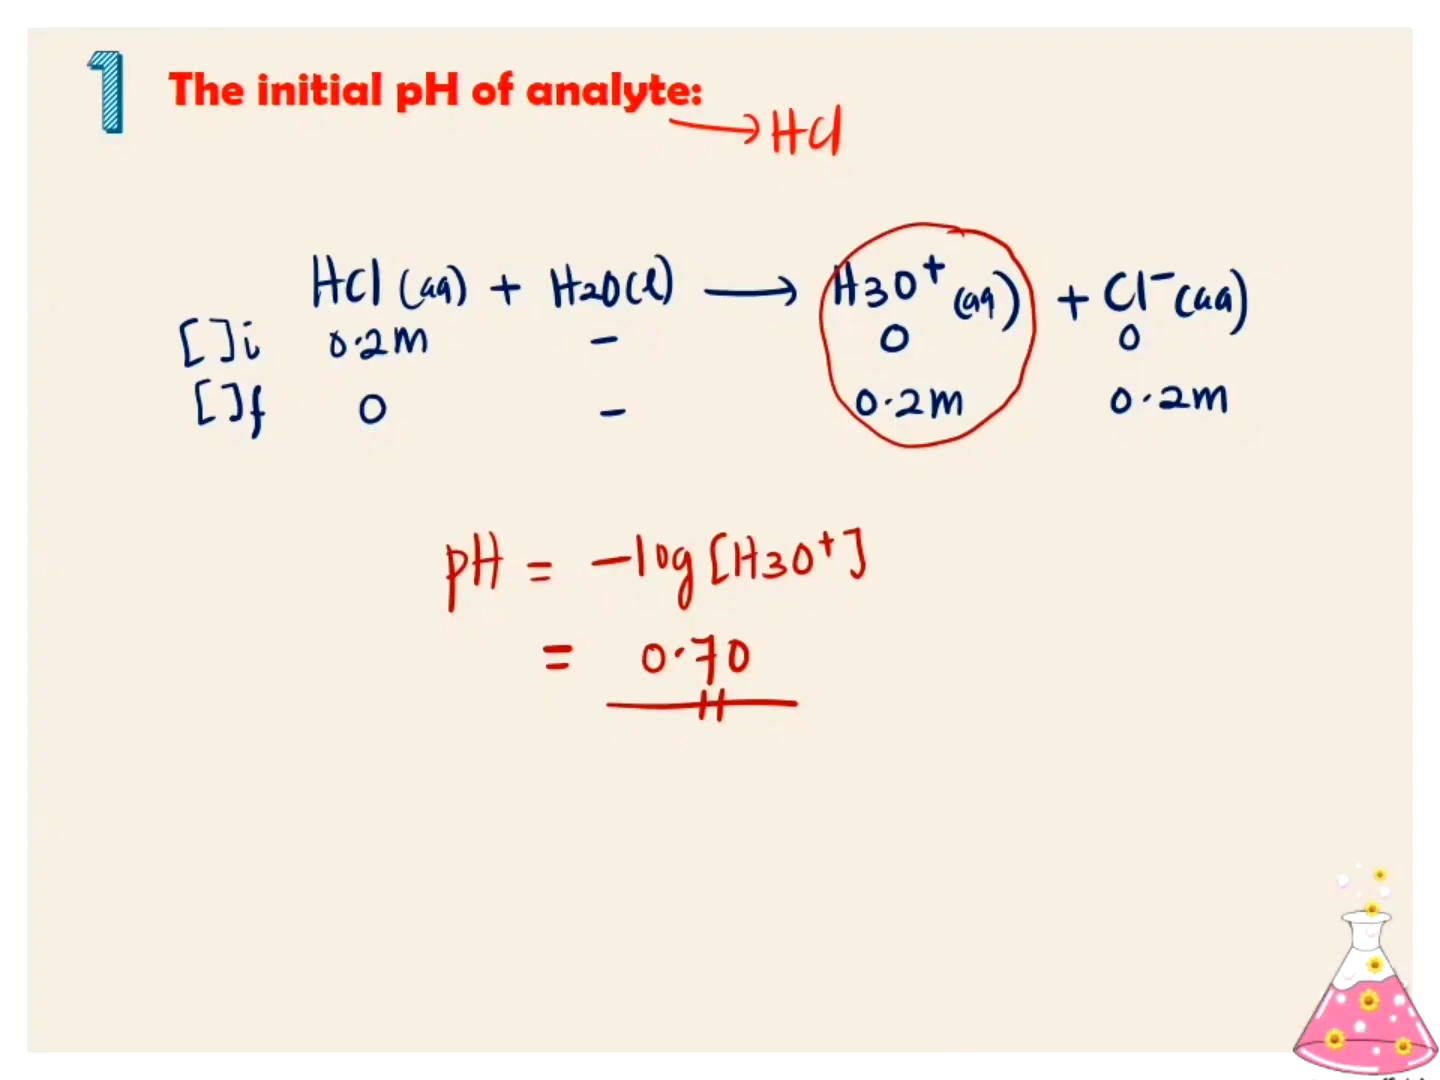 1 The initial pH of analyte:
→ HCl
HCl (aq) + H2O(l) ⟶ H3O+ (aq) + Cl- (aq)
[ ]i 0.2M - 0 0
[ ]f 0 - 0.2M 0.2M
pH = -log [H3O+]
= 0.70